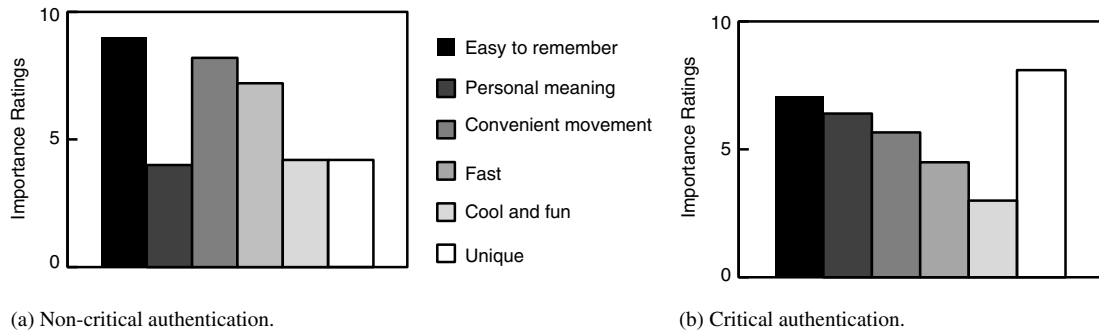 10
5
0
Importance Ratings
Easy to remember
Personal meaning
Convenient movement
Fast
Cool and fun
Unique
(a) Non-critical authentication.
10
5
0
Importance Ratings
(b) Critical authentication.